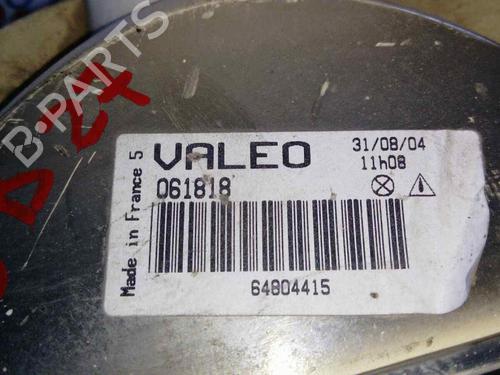 B-PARTS
VALEO
31/08/04
11h08
061818
Made in France 5
64804415